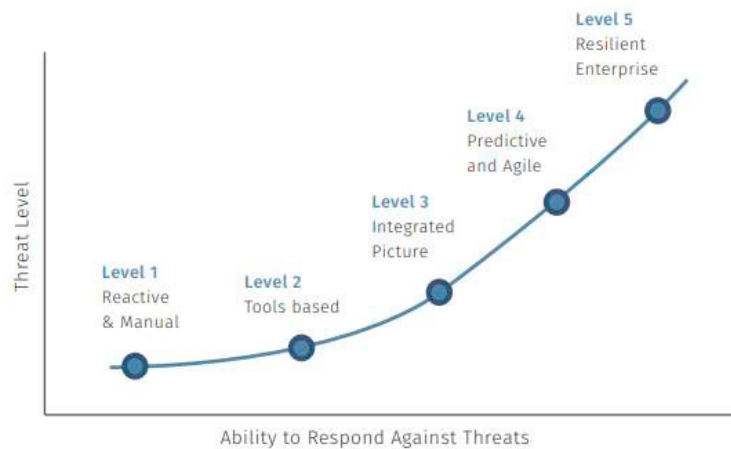 Level 5
Resilient
Enterprise
Level 4
Predictive
and Agile
Level 3
Integrated
Picture
Level 1
Reactive
& Manual
Level 2
Tools based
Threat Level
Ability to Respond Against Threats